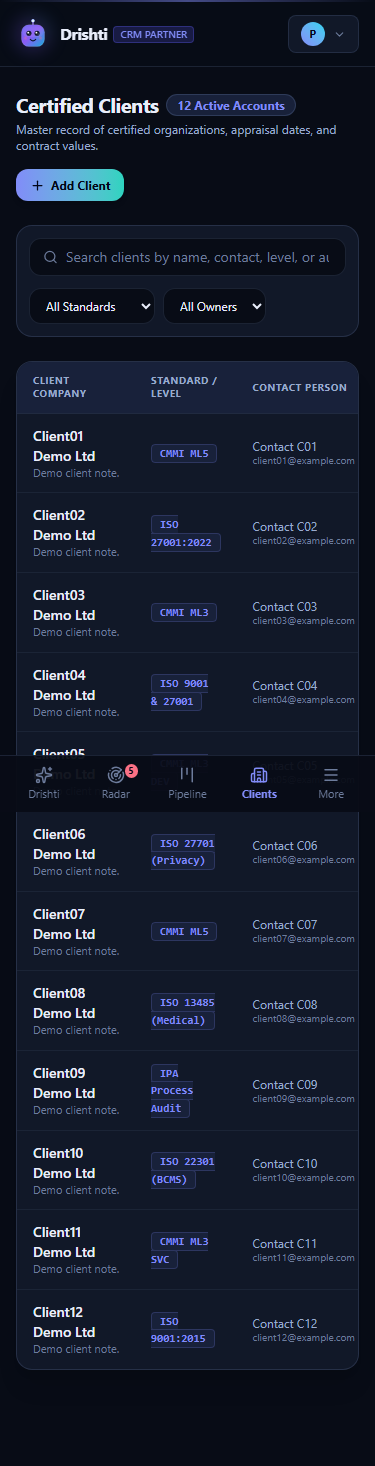 Drishti CRM PARTNER P
Certified Clients 12 Active Accounts
Master record of certified organizations, appraisal dates, and
contract values.
+ Add Client
Search clients by name, contact, level, or au
All Standards All Owners
CLIENT COMPANY STANDARD / LEVEL CONTACT PERSON
Client01
Demo Ltd
Demo client note.
CMMI ML5
Contact C01
client01@example.com
Client02
Demo Ltd
Demo client note.
ISO
27001:2022
Contact C02
client02@example.com
Client03
Demo Ltd
Demo client note.
CMMI ML3
Contact C03
client03@example.com
Client04
Demo Ltd
Demo client note.
ISO 9001
& 27001
Contact C04
client04@example.com
Client05
Drishti
Radar 5
Pipeline
Clients
More
Client06
Demo Ltd
Demo client note.
ISO 27701
(Privacy)
Contact C06
client06@example.com
Client07
Demo Ltd
Demo client note.
CMMI ML5
Contact C07
client07@example.com
Client08
Demo Ltd
Demo client note.
ISO 13485
(Medical)
Contact C08
client08@example.com
Client09
Demo Ltd
Demo client note.
IPA
Process
Audit
Contact C09
client09@example.com
Client10
Demo Ltd
Demo client note.
ISO 22301
(BCMS)
Contact C10
client10@example.com
Client11
Demo Ltd
Demo client note.
CMMI ML3
SVC
Contact C11
client11@example.com
Client12
Demo Ltd
Demo client note.
ISO
9001:2015
Contact C12
client12@example.com